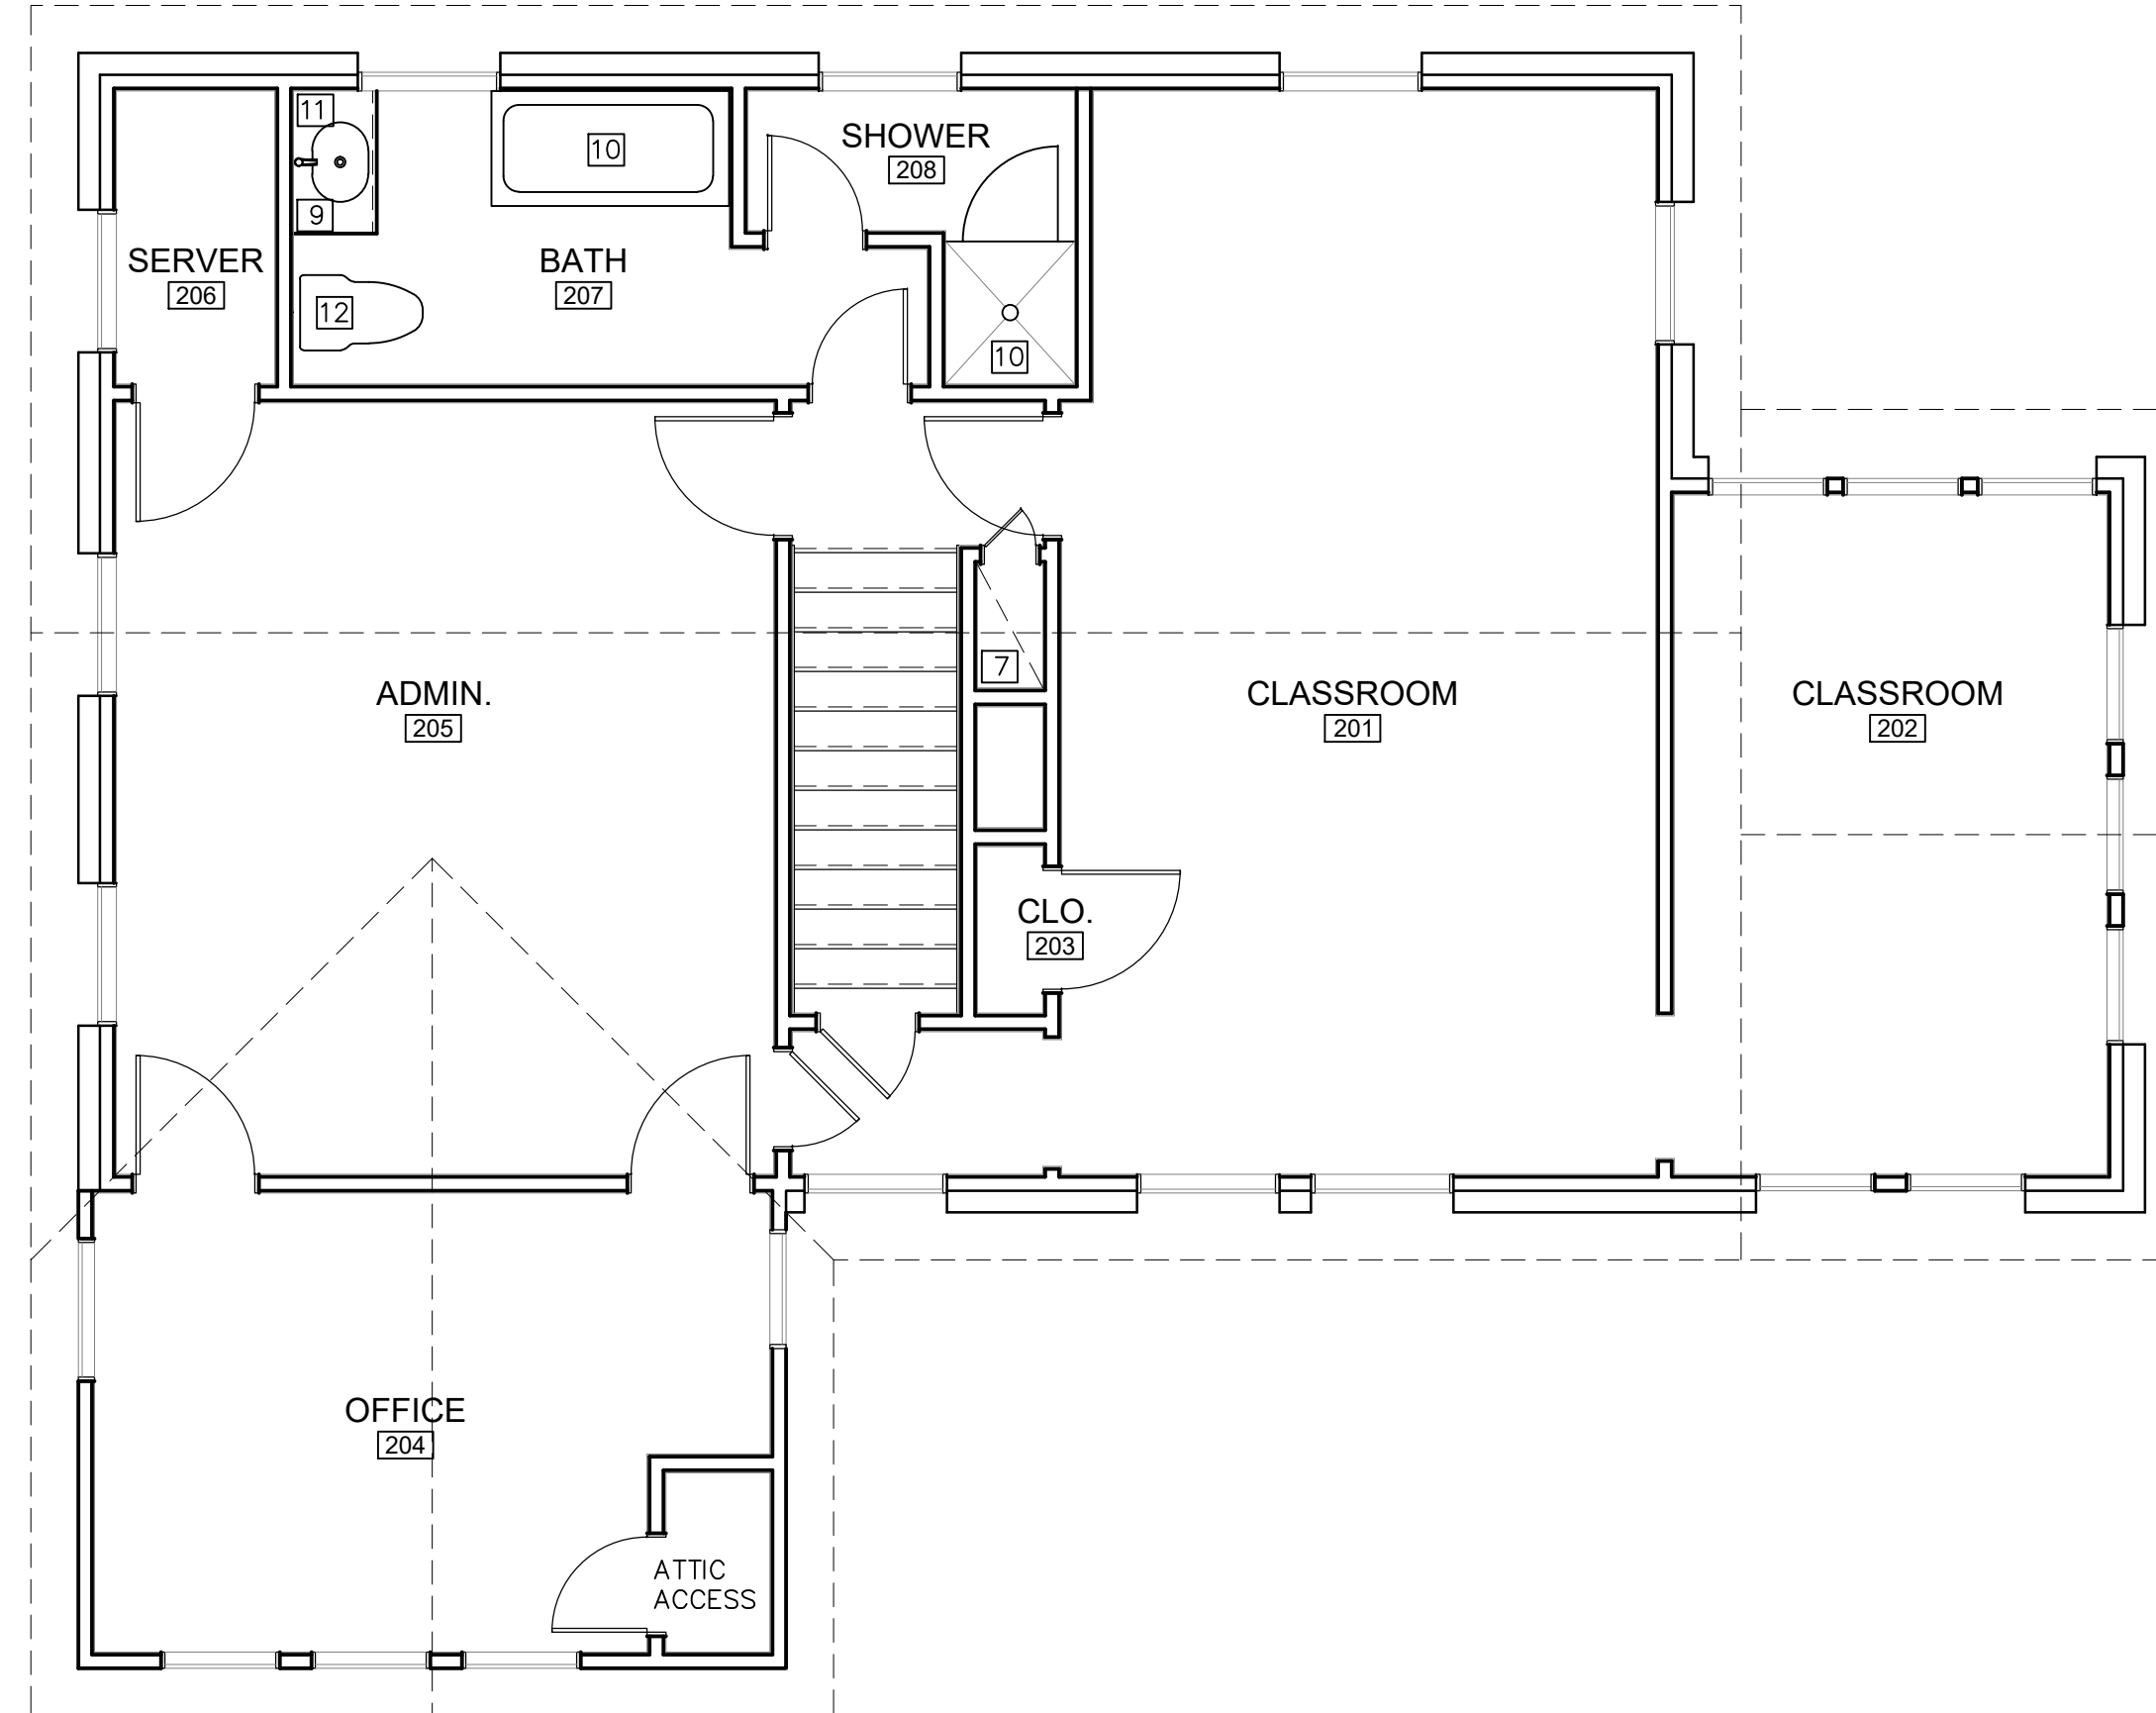 11
10
SHOWER
208
9
SERVER
206
BATH
207
12
10
7
ADMIN.
205
CLASSROOM
201
CLASSROOM
202
CLO.
203
OFFICE
204
ATTIC
ACCESS